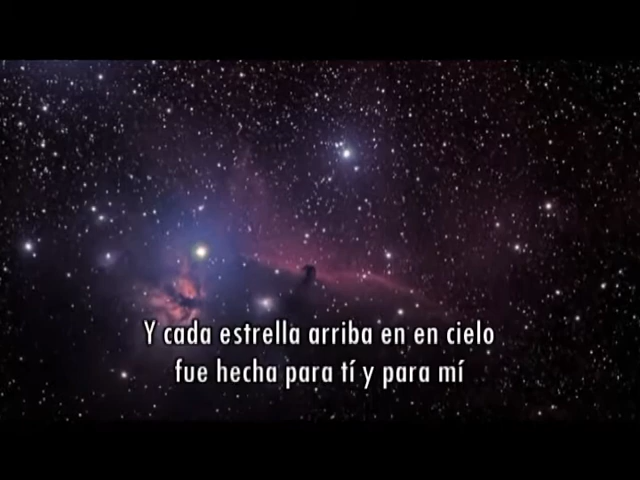 Y cada estrella arriba en en cielo
fue hecha para tí y para mí